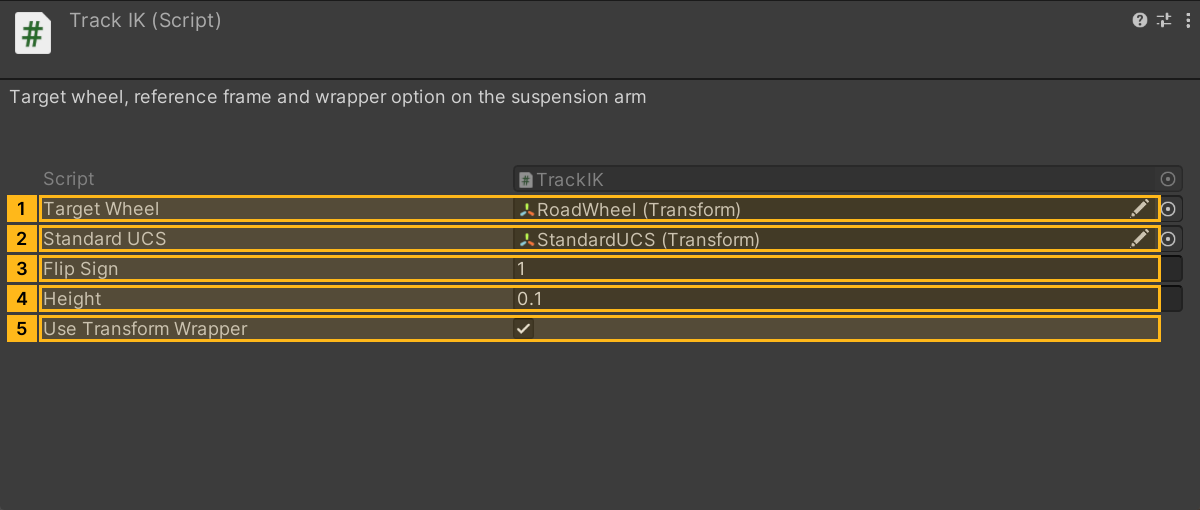 # Track IK (Script)
Target wheel, reference frame and wrapper option on the suspension arm
Script # TrackIK
1 Target Wheel RoadWheel (Transform)
2 Standard UCS StandardUCS (Transform)
3 Flip Sign 1
4 Height 0.1
5 Use Transform Wrapper